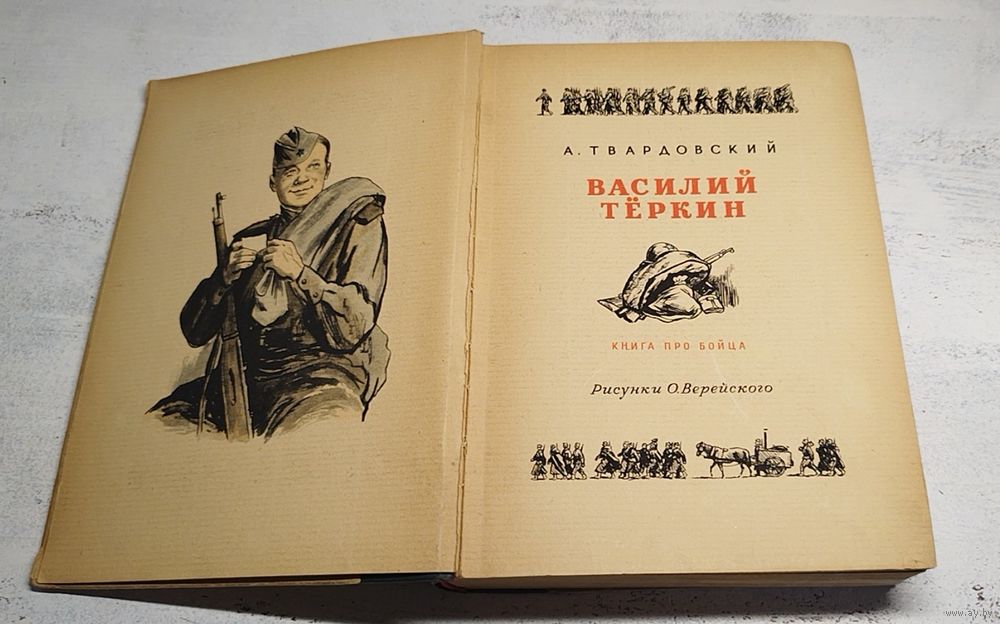 А. ТВАРДОВСКИЙ
ВАСИЛИЙ
ТЁРКИН
КНИГА ПРО БОЙЦА
Рисунки О. Верейского
www.ay.by